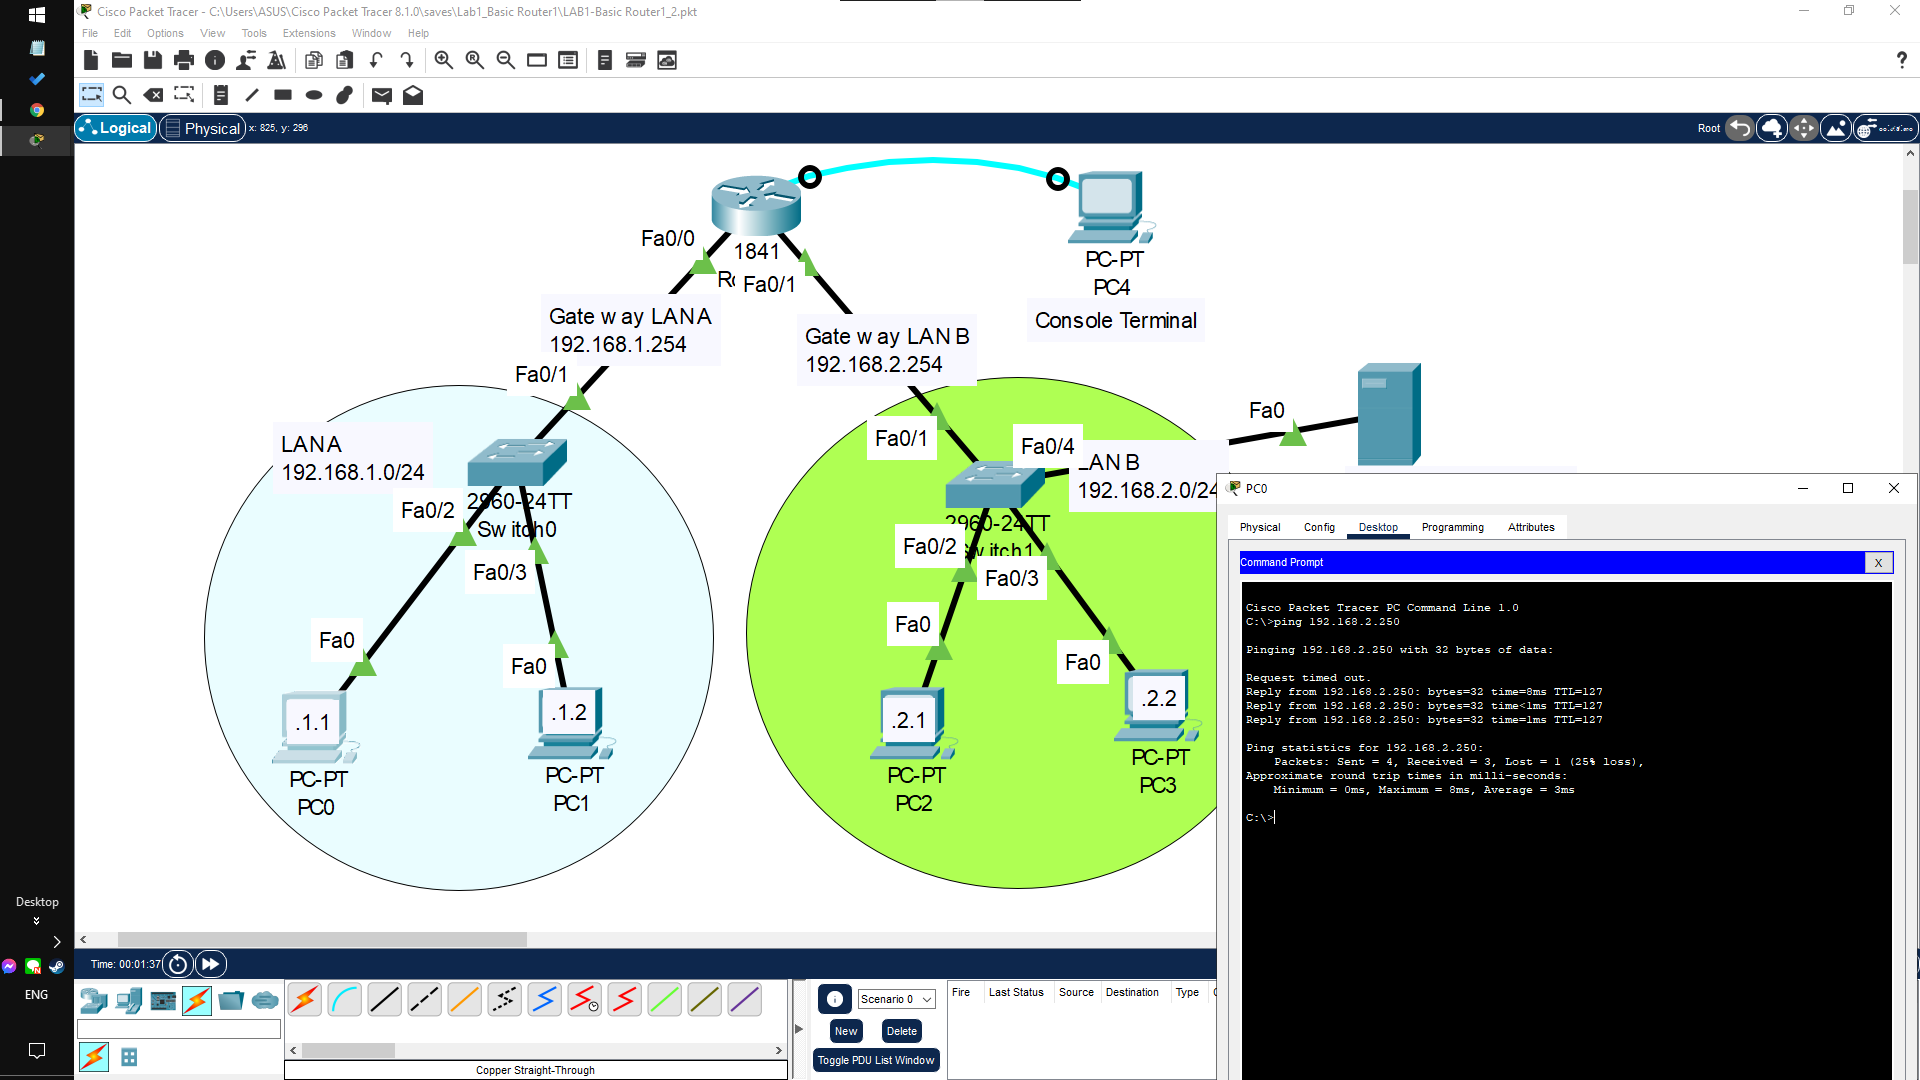 Cisco Packet Tracer - C:\Users\ASUS\Cisco Packet Tracer 8.1.0\saves\Lab1_Basic Router1\LAB1-Basic Router1_2.pkt
File Edit Options View Tools Extensions Window Help
?
Logical
Physical
x: 825, y: 296
Root
Fa0/0
1841
Fa0/1
PC-PT
PC4
Console Terminal
Gate w ay LAN A
192.168.1.254
Gate w ay LAN B
192.168.2.254
Fa0/1
LAN A
192.168.1.0/24
Fa0/2
2960-24TT
Sw itch0
Fa0/3
Fa0
Fa0
.1.1
.1.2
PC-PT
PC0
PC-PT
PC1
Fa0/1
Fa0/4
Fa0
LAN B
192.168.2.0/24
2960-24TT
Sw itch1
Fa0/2
Fa0/3
Fa0
Fa0
.2.1
.2.2
PC-PT
PC2
PC-PT
PC3
PC0
Physical Config Desktop Programming Attributes
Command Prompt
X
Cisco Packet Tracer PC Command Line 1.0
C:\>ping 192.168.2.250
Pinging 192.168.2.250 with 32 bytes of data:
Request timed out.
Reply from 192.168.2.250: bytes=32 time=8ms TTL=127
Reply from 192.168.2.250: bytes=32 time<1ms TTL=127
Reply from 192.168.2.250: bytes=32 time=1ms TTL=127
Ping statistics for 192.168.2.250:
Packets: Sent = 4, Received = 3, Lost = 1 (25% loss),
Approximate round trip times in milli-seconds:
Minimum = 0ms, Maximum = 8ms, Average = 3ms
C:\>
Desktop
ENG
Time: 00:01:37
Scenario 0
New
Delete
Toggle PDU List Window
Fire Last Status Source Destination Type
Copper Straight-Through